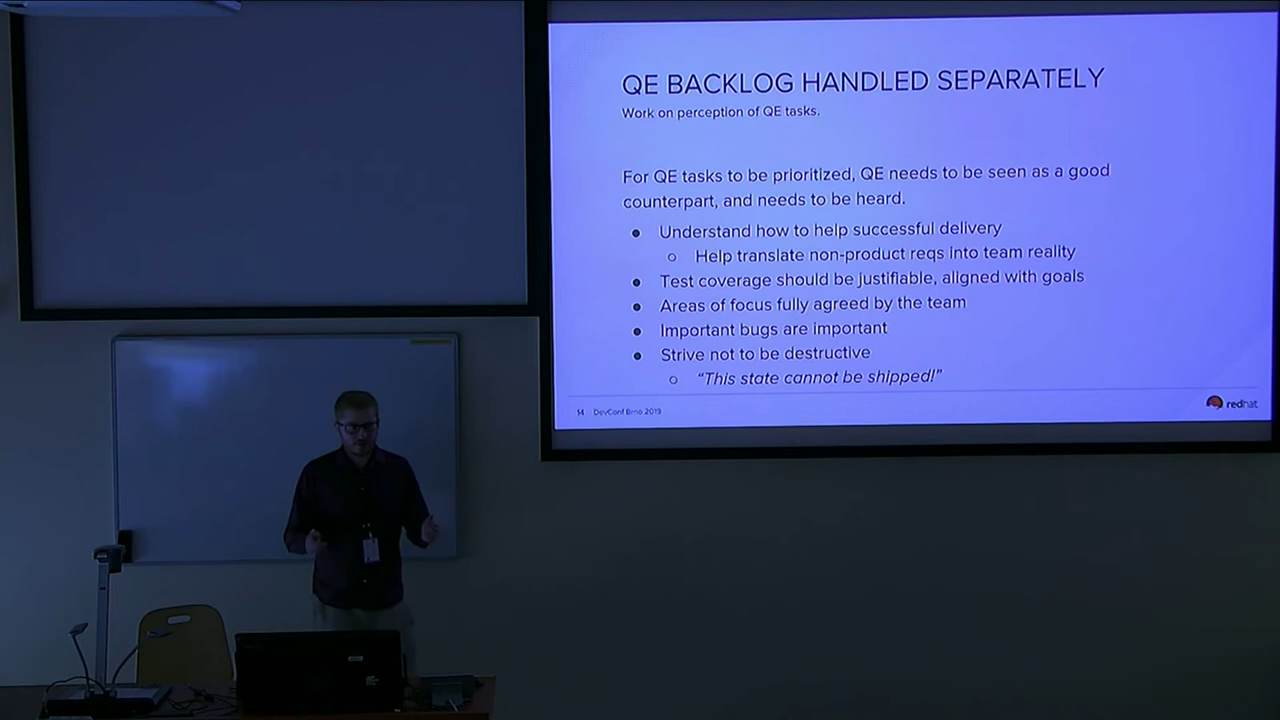 QE BACKLOG HANDLED SEPARATELY
Work on perception of QE tasks.
For QE tasks to be prioritized, QE needs to be seen as a good
counterpart, and needs to be heard.
● Understand how to help successful delivery
○ Help translate non-product reqs into team reality
● Test coverage should be justifiable, aligned with goals
● Areas of focus fully agreed by the team
● Important bugs are important
● Strive not to be destructive
○ “This state cannot be shipped!”
14 DevConf Brno 2019
redhat